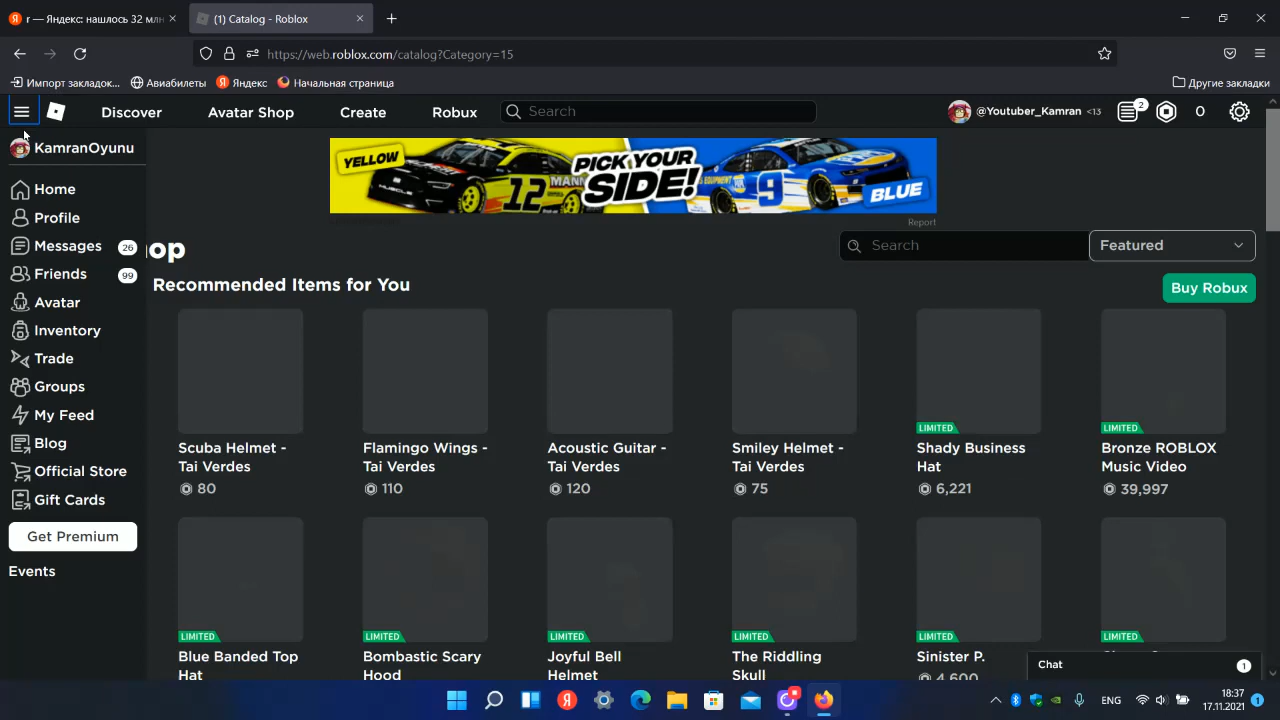 r — Яндекс: нашлось 32 млн
(1) Catalog - Roblox
https://web.roblox.com/catalog?Category=15
Импорт закладок...
Авиабилеты
Яндекс
Начальная страница
Другие закладки
Discover
Avatar Shop
Create
Robux
Search
@Youtuber_Kamran <13
2
0
KamranOyunu
Home
Profile
Messages 26
Friends 99
Avatar
Inventory
Trade
Groups
My Feed
Blog
Official Store
Gift Cards
Get Premium
Events
YELLOW
12
PICK YOUR
SIDE!
9
BLUE
Report
hop
Search
Featured
Recommended Items for You
Buy Robux
Scuba Helmet -
Tai Verdes
80
Flamingo Wings -
Tai Verdes
110
Acoustic Guitar -
Tai Verdes
120
Smiley Helmet -
Tai Verdes
75
LIMITED
Shady Business
Hat
6,221
LIMITED
Bronze ROBLOX
Music Video
39,997
LIMITED
Blue Banded Top
Hat
LIMITED
Bombastic Scary
Hood
LIMITED
Joyful Bell
Helmet
LIMITED
The Riddling
Skull
LIMITED
Sinister P.
4,600
LIMITED
Chat 1
ENG
18:37
17.11.2021
1